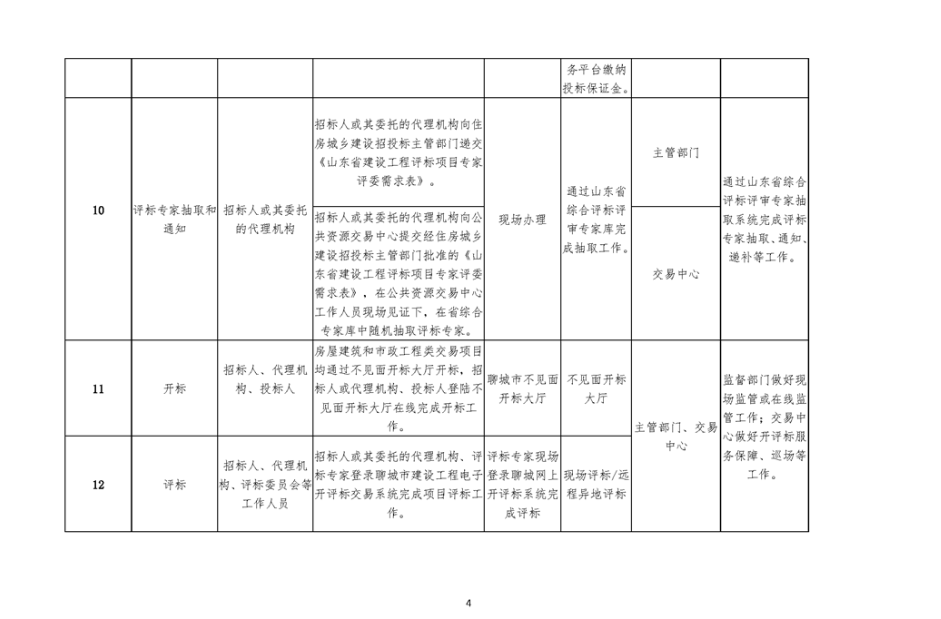 务平台缴纳
投标保证金。
10
评标专家抽取和
通知
招标人或其委托
的代理机构
招标人或其委托的代理机构向住
房城乡建设招投标主管部门递交
《山东省建设工程评标项目专家
评委需求表》。
招标人或其委托的代理机构向公
共资源交易中心提交经住房城乡
建设招投标主管部门批准的《山
东省建设工程评标项目专家评委
需求表》，在公共资源交易中心
工作人员现场见证下，在省综合
专家库中随机抽取评标专家。
现场办理
通过山东省
综合评标评
审专家库完
成抽取工作。
主管部门
交易中心
通过山东省综合
评标评审专家抽
取系统完成评标
专家抽取、通知、
递补等工作。
11
开标
招标人、代理机
构、投标人
房屋建筑和市政工程类交易项目
均通过不见面开标大厅开标，招
标人或代理机构、投标人登陆不
见面开标大厅在线完成开标工
作。
聊城市不见面
开标大厅
不见面开标
大厅
主管部门、交易
中心
监督部门做好现
场监管或在线监
管工作；交易中
心做好开评标服
务保障、巡场等
工作。
12
评标
招标人、代理机
构、评标委员会等
工作人员
招标人或其委托的代理机构、评
标专家登录聊城市建设工程电子
开评标交易系统完成项目评标工
作。
评标专家现场
登录聊城网上
开评标系统完
成评标
现场评标/远
程异地评标
4